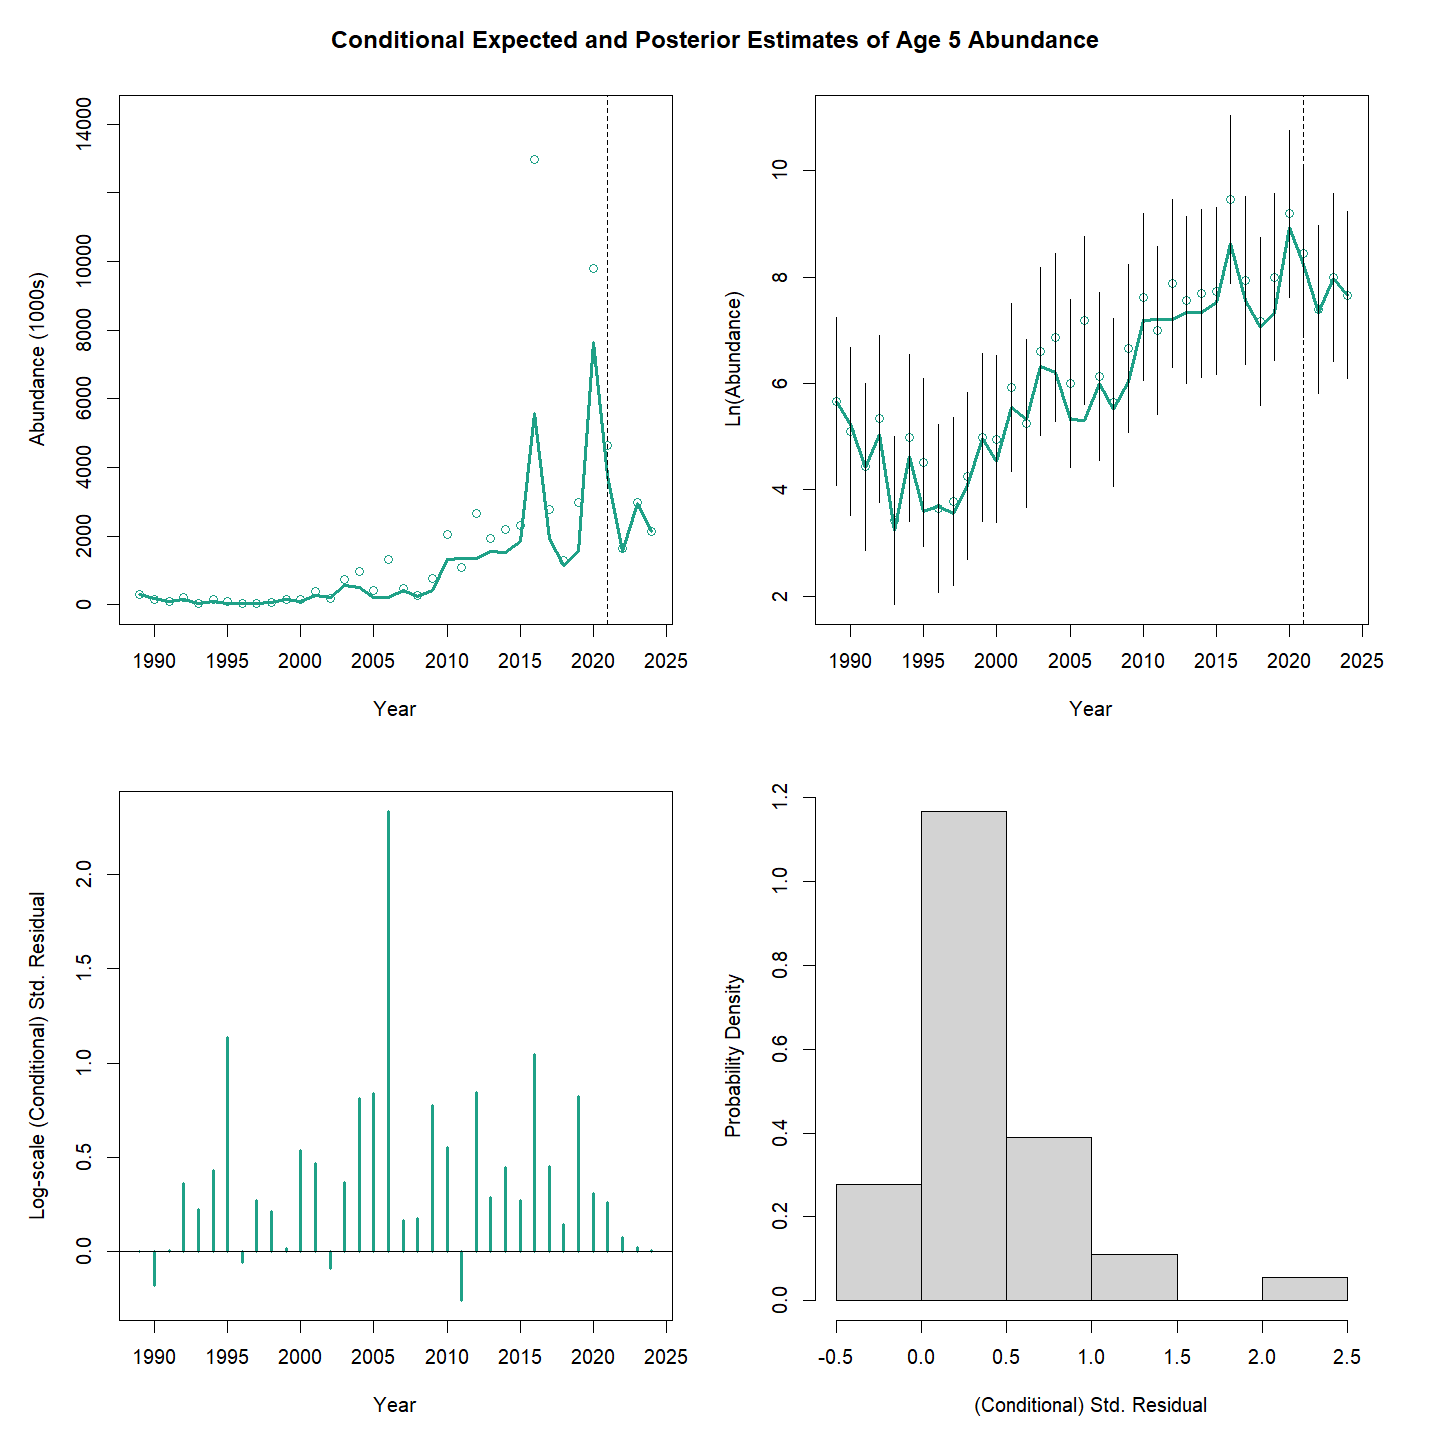 Conditional Expected and Posterior Estimates of Age 5 Abundance
Abundance (1000s)
14000
10000
8000
6000
4000
2000
0
1990 1995 2000 2005 2010 2015 2020 2025
Year
Ln(Abundance)
10
8
6
4
2
1990 1995 2000 2005 2010 2015 2020 2025
Year
Log-scale (Conditional) Std. Residual
2.0
1.5
1.0
0.5
0.0
1990 1995 2000 2005 2010 2015 2020 2025
Year
Probability Density
1.2
1.0
0.8
0.6
0.4
0.2
0.0
-0.5 0.0 0.5 1.0 1.5 2.0 2.5
(Conditional) Std. Residual